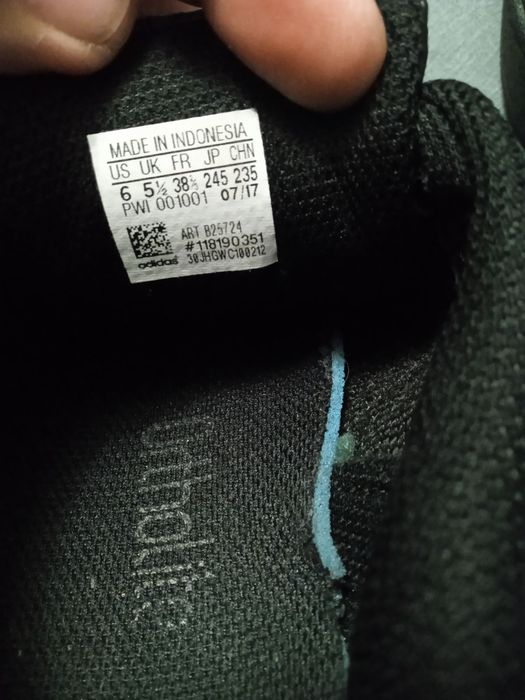 MADE IN INDONESIA
US UK FR JP CHN
6 5½ 38⅔ 245 235
PWI 001001 07/17
ART B25724
#118190351
adidas 30JHGWC100212
ortholite